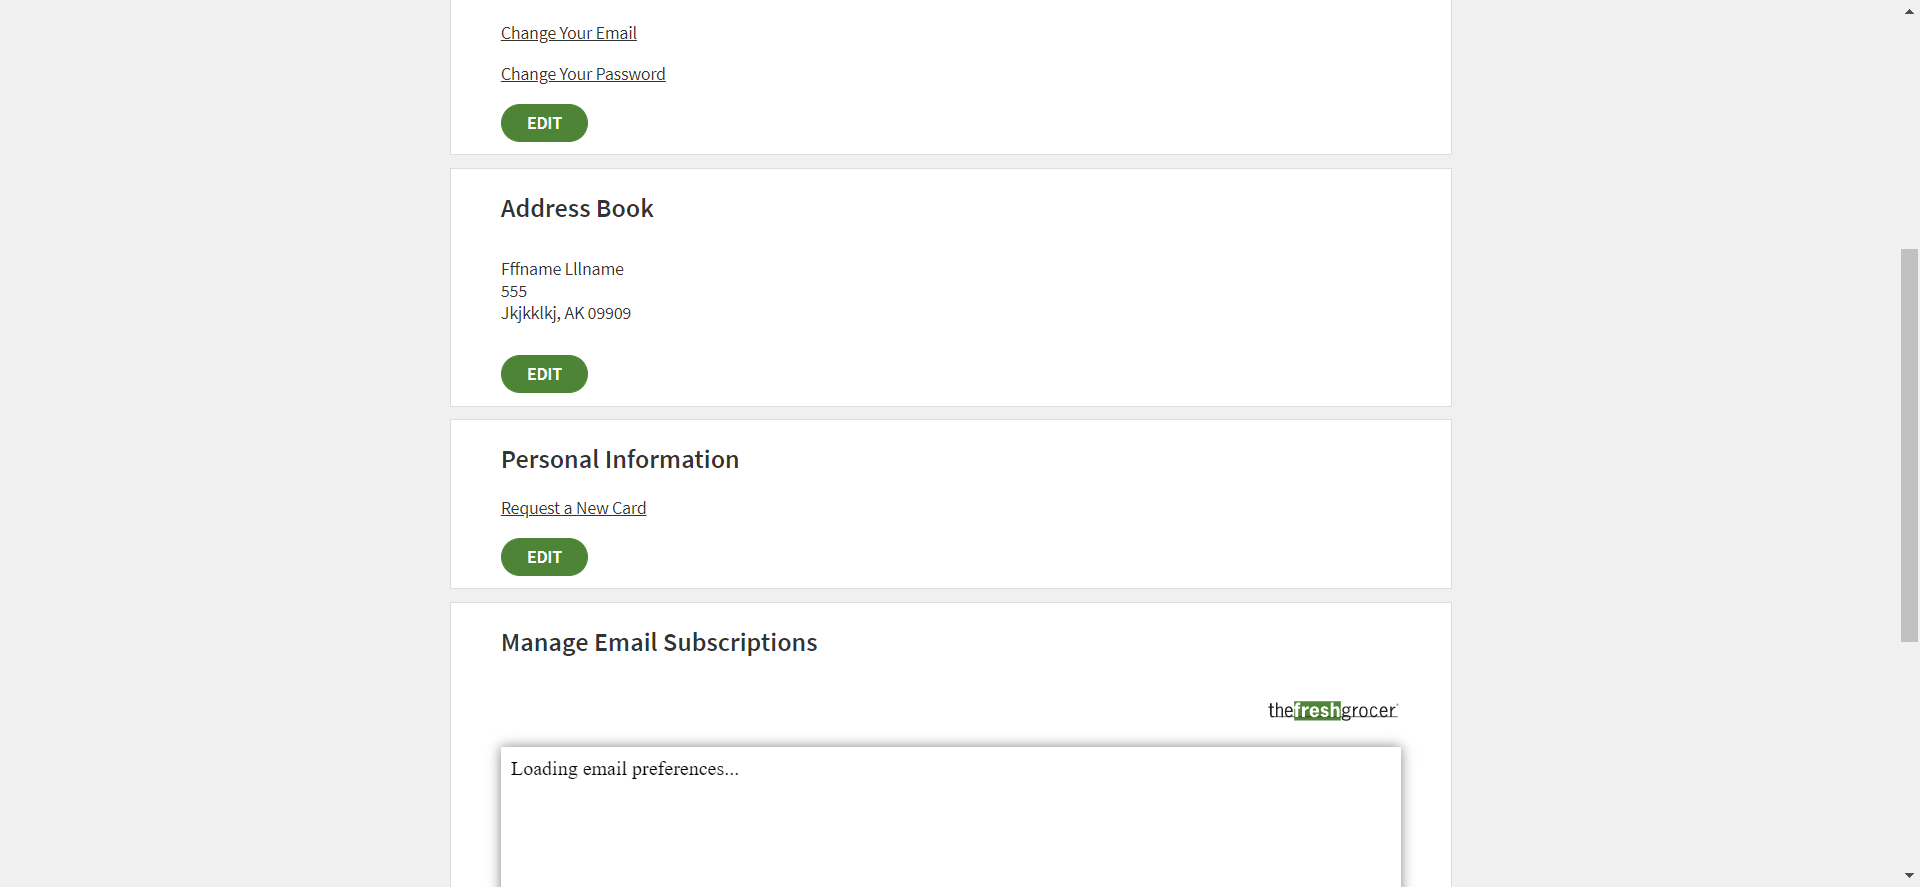 Change Your Email
Change Your Password
EDIT
Address Book
Fffname Lllname
555
Jkjkklkj, AK 09909
EDIT
Personal Information
Request a New Card
EDIT
Manage Email Subscriptions
thefreshgrocer
Loading email preferences...